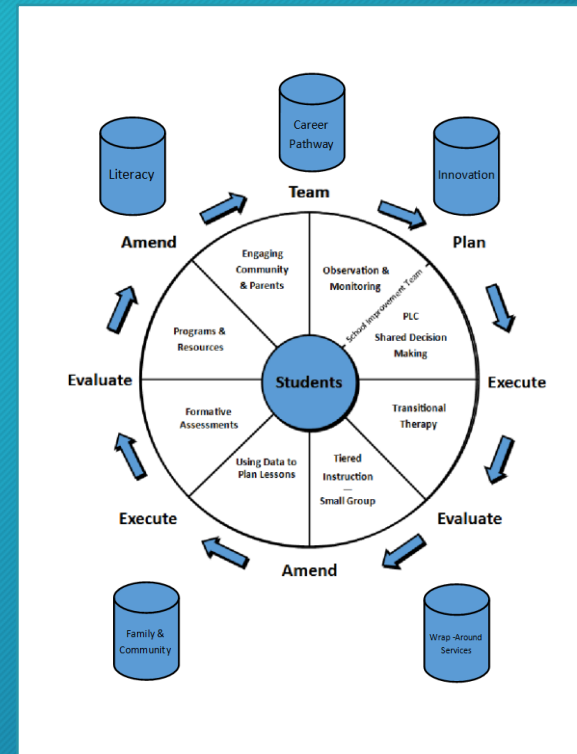 Career
Pathway
Literacy
Innovation
Team
Amend
Plan
Engaging
Community
& Parents
Observation &
Monitoring
School Improvement Team
PLC
Shared Decision
Making
Programs &
Resources
Evaluate
Students
Execute
Formative
Assessments
Transitional
Therapy
Using Data to
Plan Lessons
Tiered
Instruction
—
Small Group
Execute
Evaluate
Amend
Family &
Community
Wrap -Around
Services